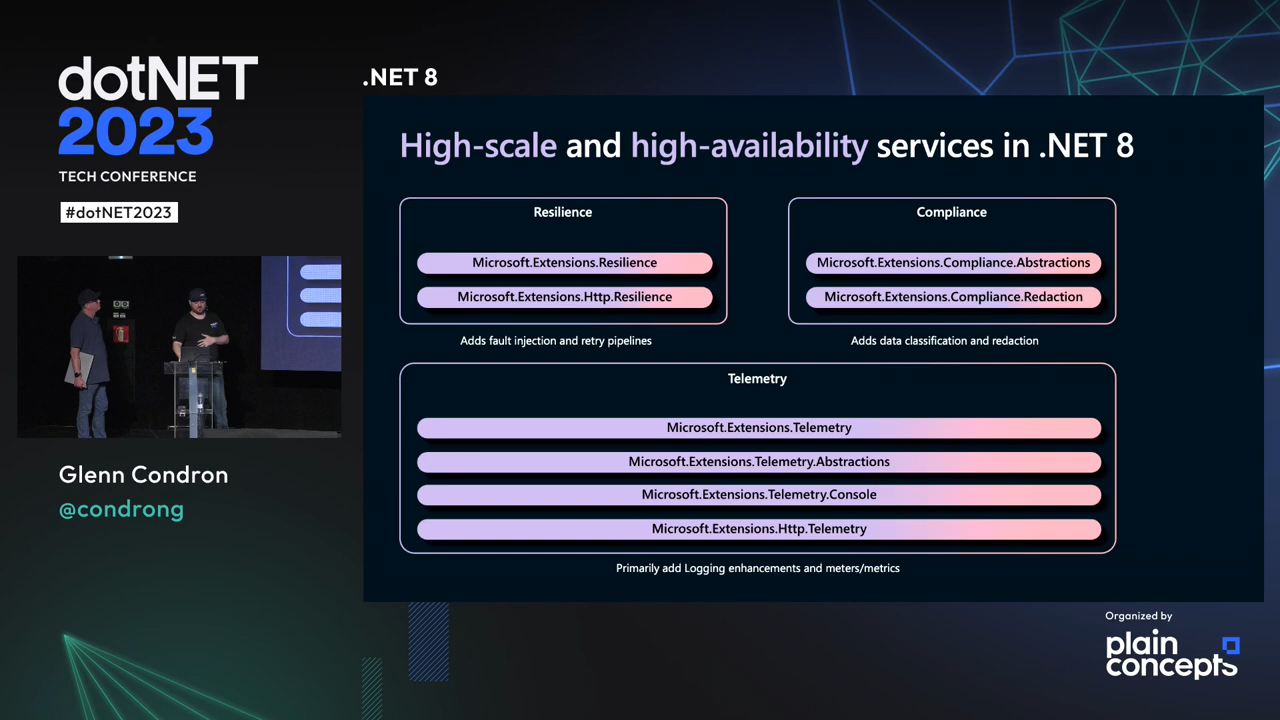 dotNET
2023
TECH CONFERENCE
#dotNET2023
Glenn Condron
@condrong
.NET 8
High-scale and high-availability services in .NET 8
Resilience
Microsoft.Extensions.Resilience
Microsoft.Extensions.Http.Resilience
Adds fault injection and retry pipelines
Compliance
Microsoft.Extensions.Compliance.Abstractions
Microsoft.Extensions.Compliance.Redaction
Adds data classification and redaction
Telemetry
Microsoft.Extensions.Telemetry
Microsoft.Extensions.Telemetry.Abstractions
Microsoft.Extensions.Telemetry.Console
Microsoft.Extensions.Http.Telemetry
Primarily add Logging enhancements and meters/metrics
Organized by
plain
concepts